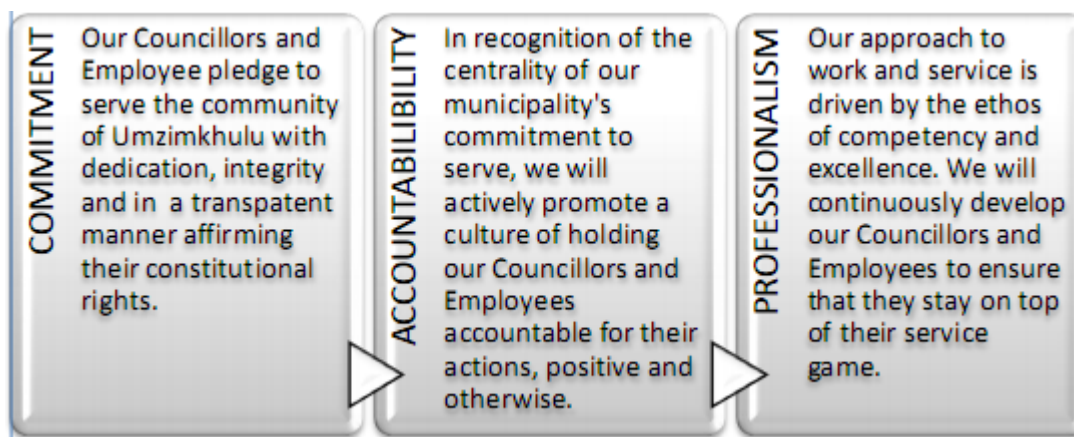 COMMITMENT
Our Councillors and
Employee pledge to
serve the community
of Umzimkhulu with
dedication, integrity
and in a transpatent
manner affirming
their constitutional
rights.
ACCOUNTABILIBILITY
In recognition of the
centrality of our
municipality's
commitment to
serve, we will
actively promote a
culture of holding
our Councillors and
Employees
accountable for their
actions, positive and
otherwise.
PROFESSIONALISM
Our approach to
work and service is
driven by the ethos
of competency and
excellence. We will
continuously develop
our Councillors and
Employees to ensure
that they stay on top
of their service
game.